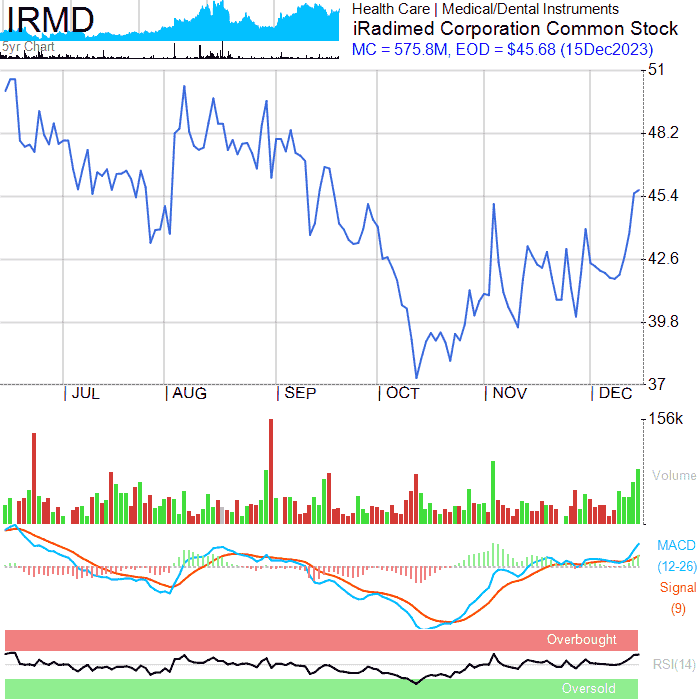 IRMD
5yr Chart
Health Care | Medical/Dental Instruments
iRadimed Corporation Common Stock
MC = 575.8M, EOD = $45.68 (15Dec2023)
51
48.2
45.4
42.6
39.8
37
JUL
AUG
SEP
OCT
NOV
DEC
156k
Volume
MACD
(12-26)
Signal
(9)
Overbought
RSI(14)
Oversold